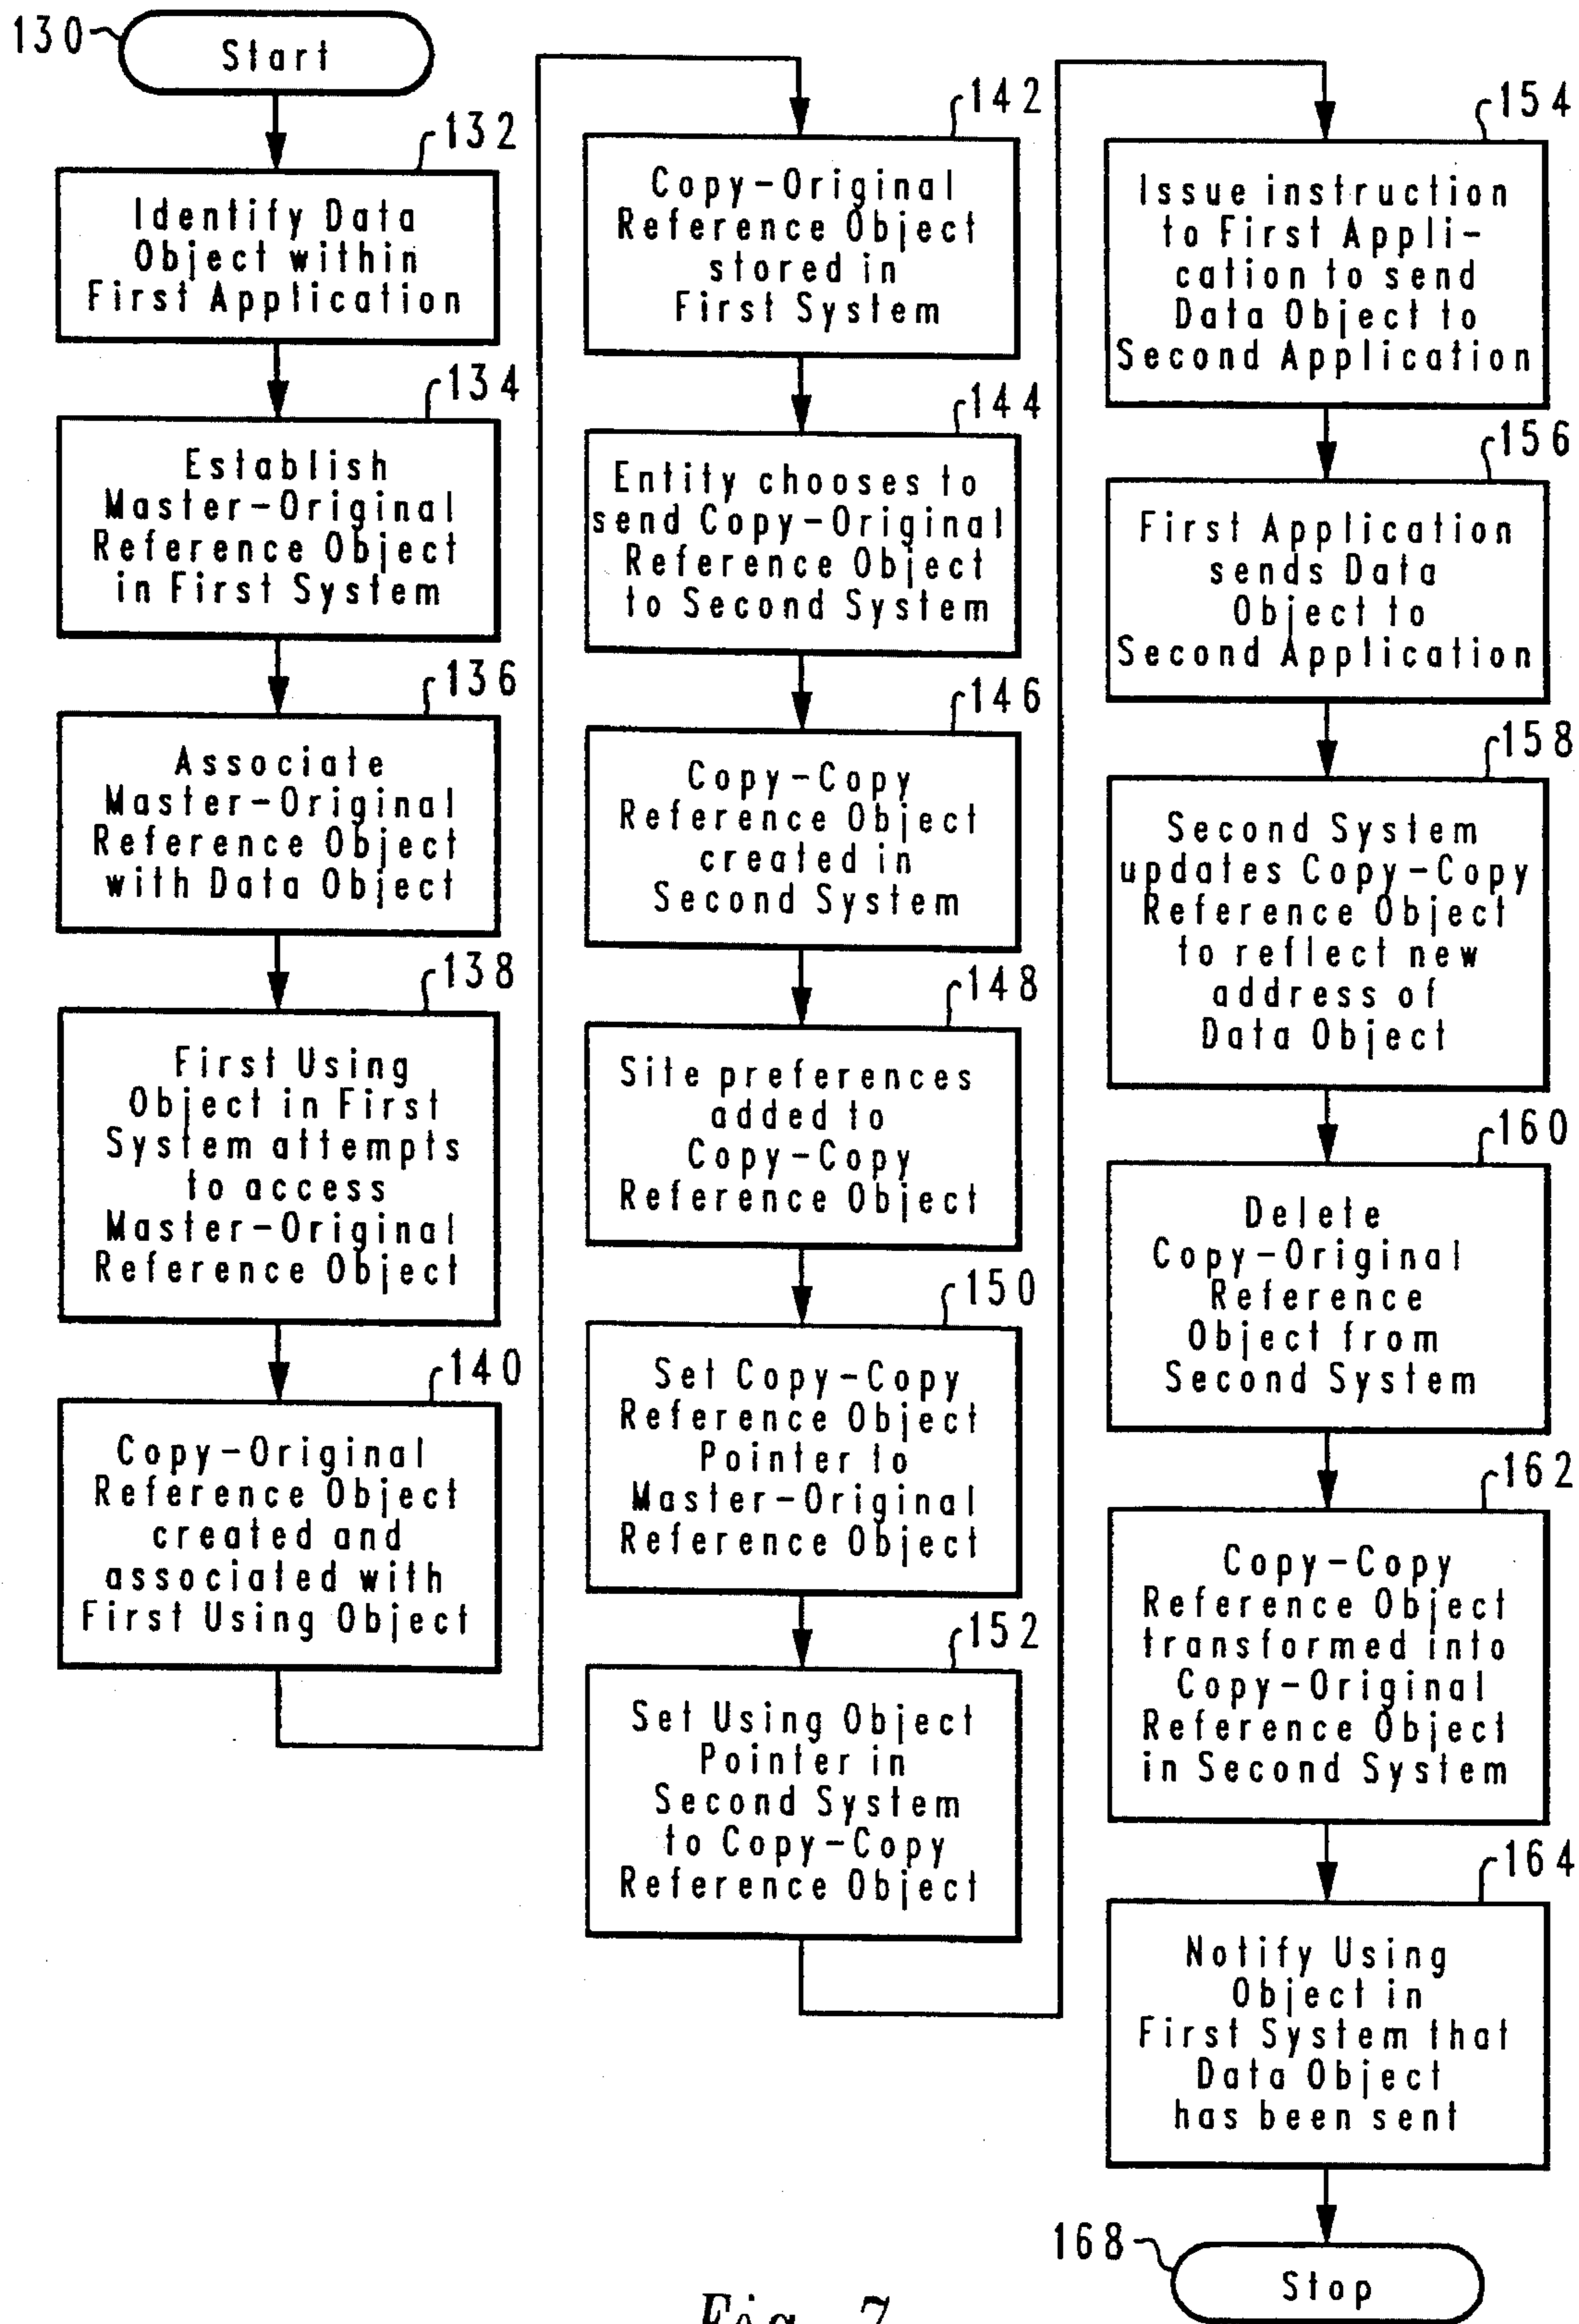 130
Start
132
Identify Data
Object within
First Application
134
Establish
Master-Original
Reference Object
in First System
136
Associate
Master-Original
Reference Object
with Data Object
138
First Using
Object in First
System attempts
to access
Master-Original
Reference Object
140
Copy-Original
Reference Object
created and
associated with
First Using Object
142
Copy-Original
Reference Object
stored in
First System
144
Entity chooses to
send Copy-Original
Reference Object
to Second System
146
Copy-Copy
Reference Object
created in
Second System
148
Site preferences
added to
Copy-Copy
Reference Object
150
Set Copy-Copy
Reference Object
Pointer to
Master-Original
Reference Object
152
Set Using Object
Pointer in
Second System
to Copy-Copy
Reference Object
154
Issue instruction
to First Appli-
cation to send
Data Object to
Second Application
156
First Application
sends Data
Object to
Second Application
158
Second System
updates Copy-Copy
Reference Object
to reflect new
address of
Data Object
160
Delete
Copy-Original
Reference
Object from
Second System
162
Copy-Copy
Reference Object
transformed into
Copy-Original
Reference Object
in Second System
164
Notify Using
Object in
First System that
Data Object
has been sent
168
Stop
Fig. 7